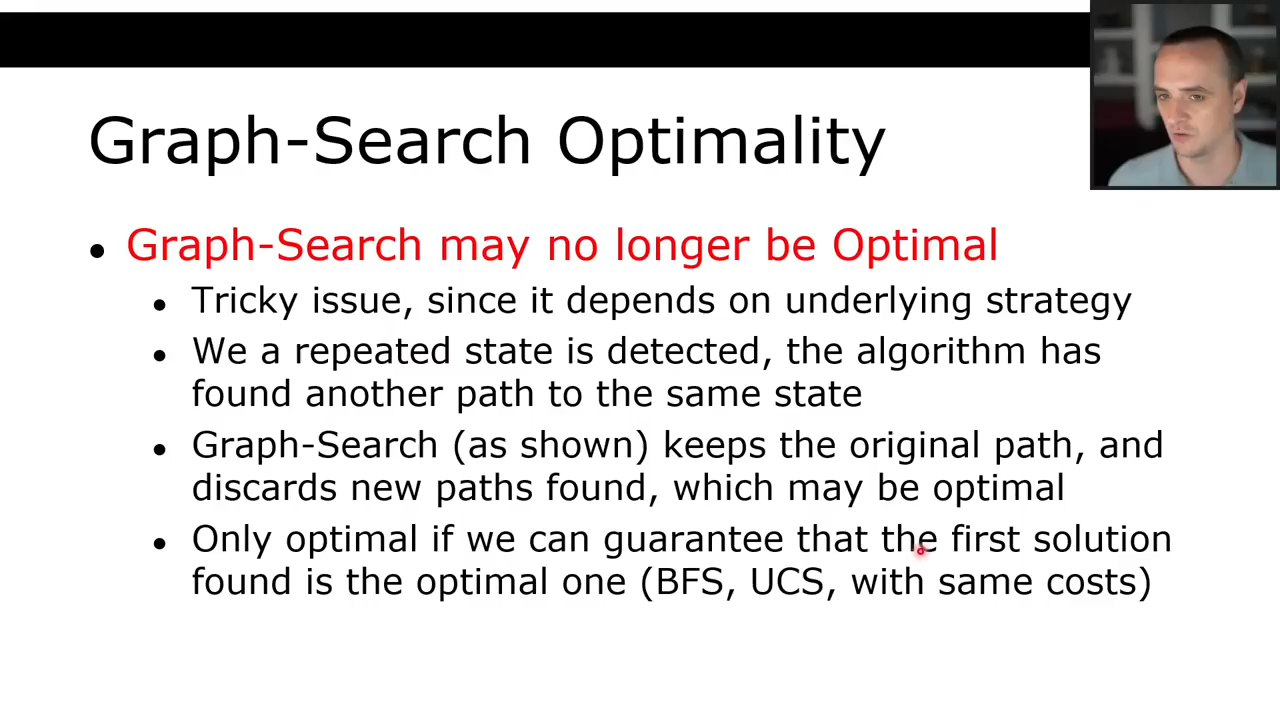 Graph-Search Optimality
Graph-Search may no longer be Optimal
Tricky issue, since it depends on underlying strategy
We a repeated state is detected, the algorithm has
found another path to the same state
Graph-Search (as shown) keeps the original path, and
discards new paths found, which may be optimal
Only optimal if we can guarantee that the first solution
found is the optimal one (BFS, UCS, with same costs)